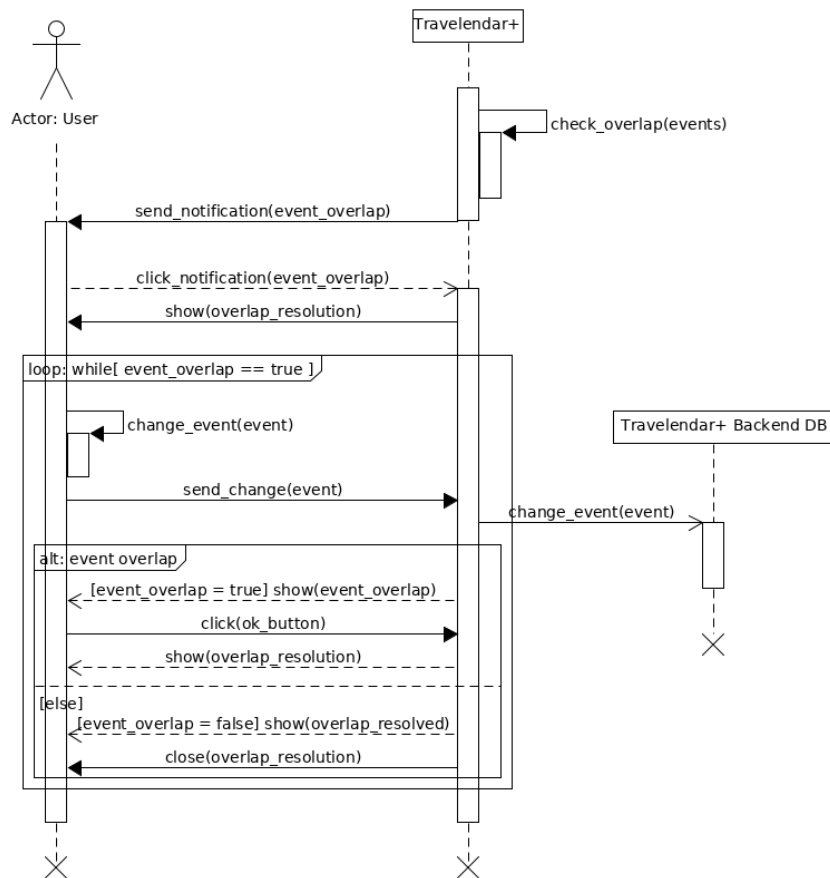 Travelendar+
Actor: User
check_overlap(events)
send_notification(event_overlap)
click_notification(event_overlap)
show(overlap_resolution)
loop: while[ event_overlap == true ]
change_event(event)
Travelendar+ Backend DB
send_change(event)
change_event(event)
alt: event overlap
[event_overlap = true] show(event_overlap)
click(ok_button)
show(overlap_resolution)
[else]
[event_overlap = false] show(overlap_resolved)
close(overlap_resolution)